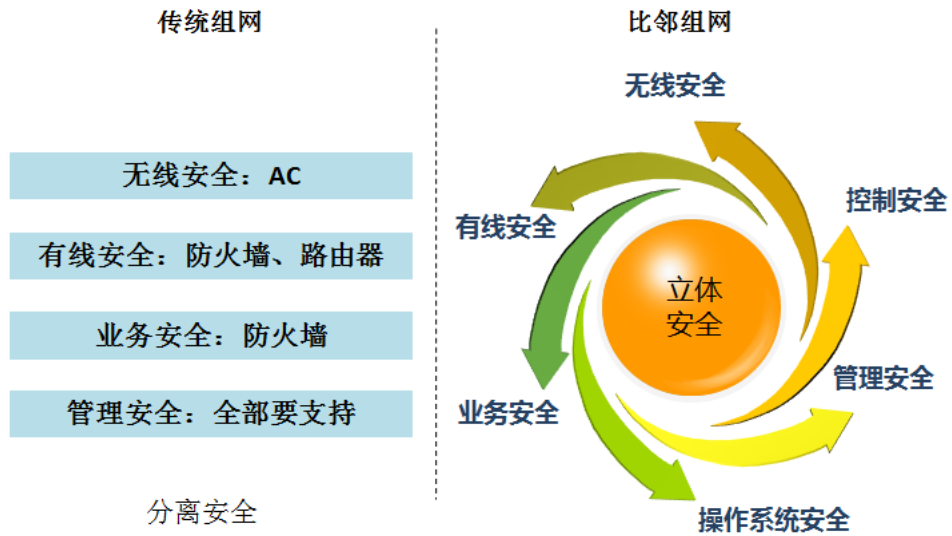 传统组网
无线安全：AC
有线安全：防火墙、路由器
业务安全：防火墙
管理安全：全部要支持
分离安全
比邻组网
无线安全
控制安全
有线安全
立体
安全
管理安全
业务安全
操作系统安全